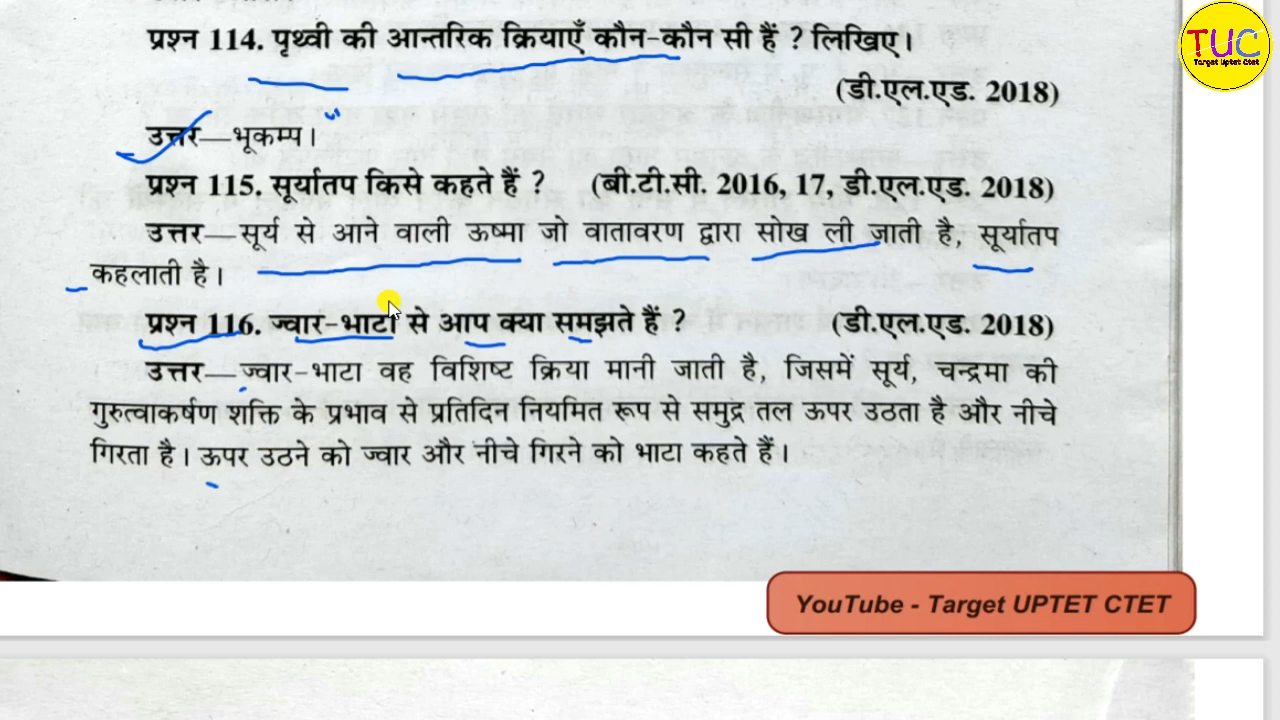 TUC
Target Uptet Ctet
प्रश्न 114. पृथ्वी की आन्तरिक क्रियाएँ कौन-कौन सी हैं ? लिखिए।
(डी.एल.एड. 2018)
उत्तर—भूकम्प।
प्रश्न 115. सूर्यातप किसे कहते हैं ? (बी.टी.सी. 2016, 17, डी.एल.एड. 2018)
उत्तर—सूर्य से आने वाली ऊष्मा जो वातावरण द्वारा सोख ली जाती है, सूर्यातप
कहलाती है।
प्रश्न 116. ज्वार-भाटा से आप क्या समझते हैं ? (डी.एल.एड. 2018)
उत्तर—ज्वार-भाटा वह विशिष्ट क्रिया मानी जाती है, जिसमें सूर्य, चन्द्रमा की
गुरुत्वाकर्षण शक्ति के प्रभाव से प्रतिदिन नियमित रूप से समुद्र तल ऊपर उठता है और नीचे
गिरता है। ऊपर उठने को ज्वार और नीचे गिरने को भाटा कहते हैं।
YouTube - Target UPTET CTET